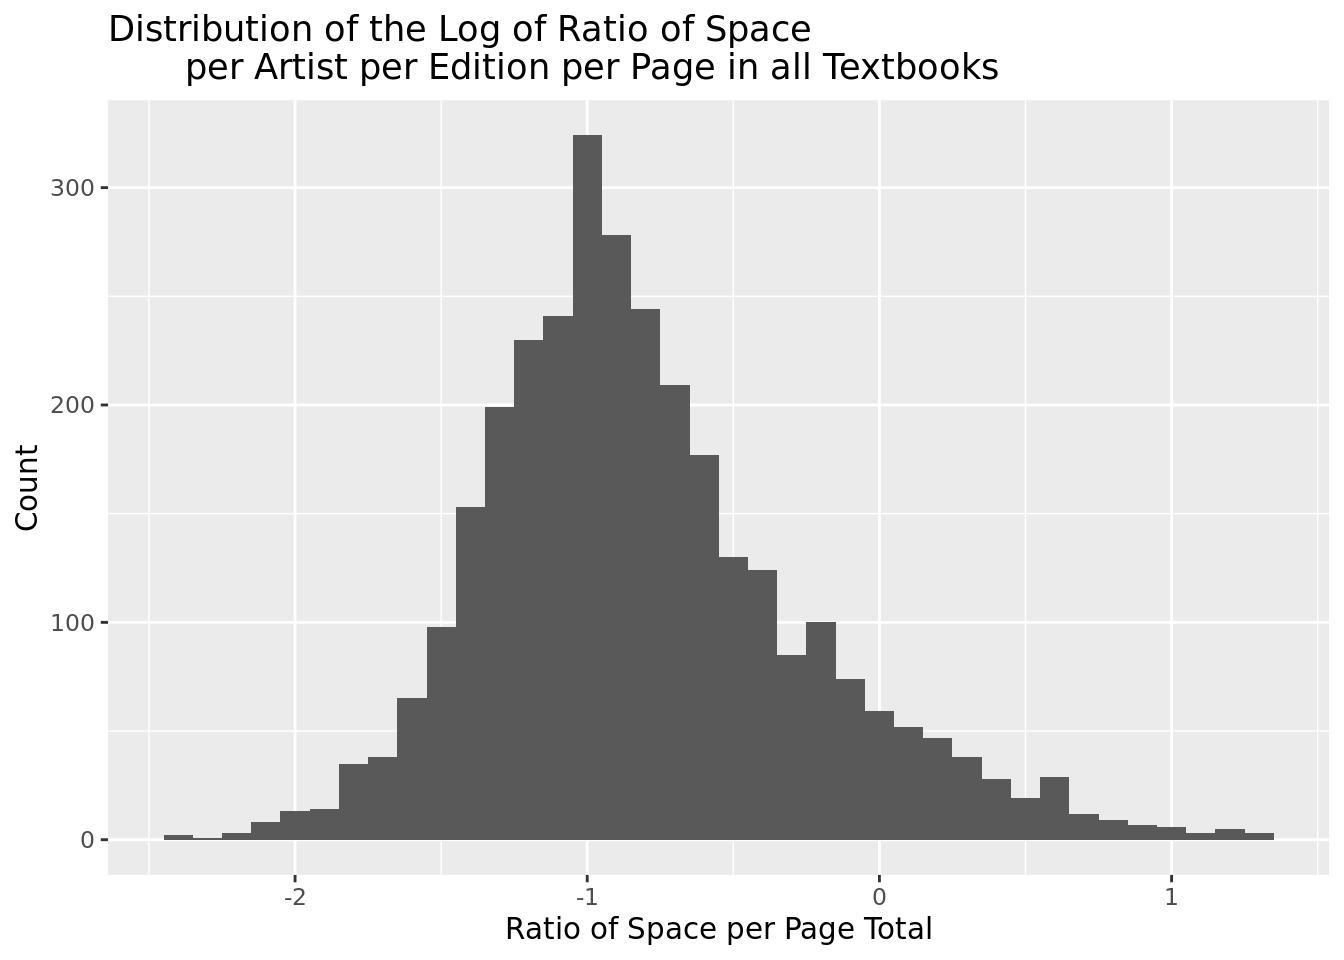 Distribution of the Log of Ratio of Space
per Artist per Edition per Page in all Textbooks
300
200
100
0
Count
-2
-1
0
1
Ratio of Space per Page Total